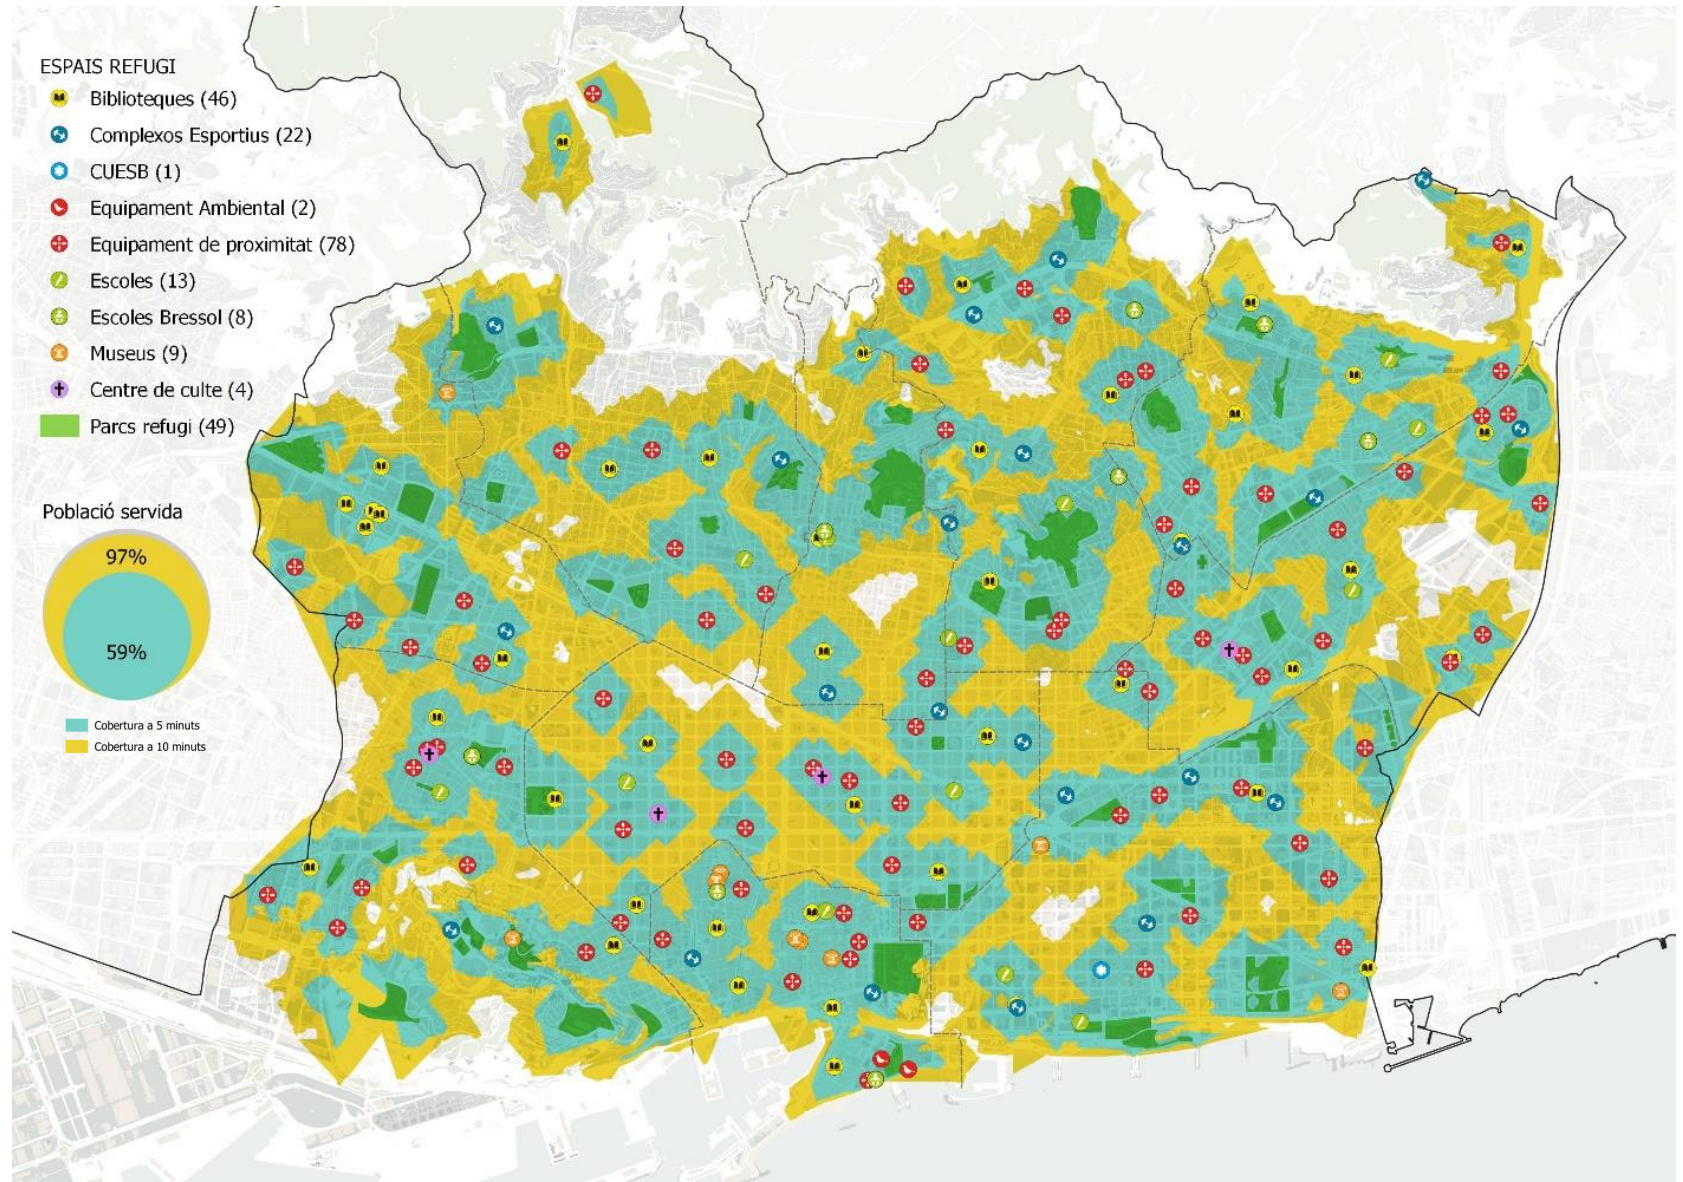 ESPAIS REFUGI
Biblioteques (46)
Complexos Esportius (22)
CUESB (1)
Equipament Ambiental (2)
Equipament de proximitat (78)
Escoles (13)
Escoles Bressol (8)
Museus (9)
Centre de culte (4)
Parcs refugi (49)
Població servida
97%
59%
Cobertura a 5 minuts
Cobertura a 10 minuts